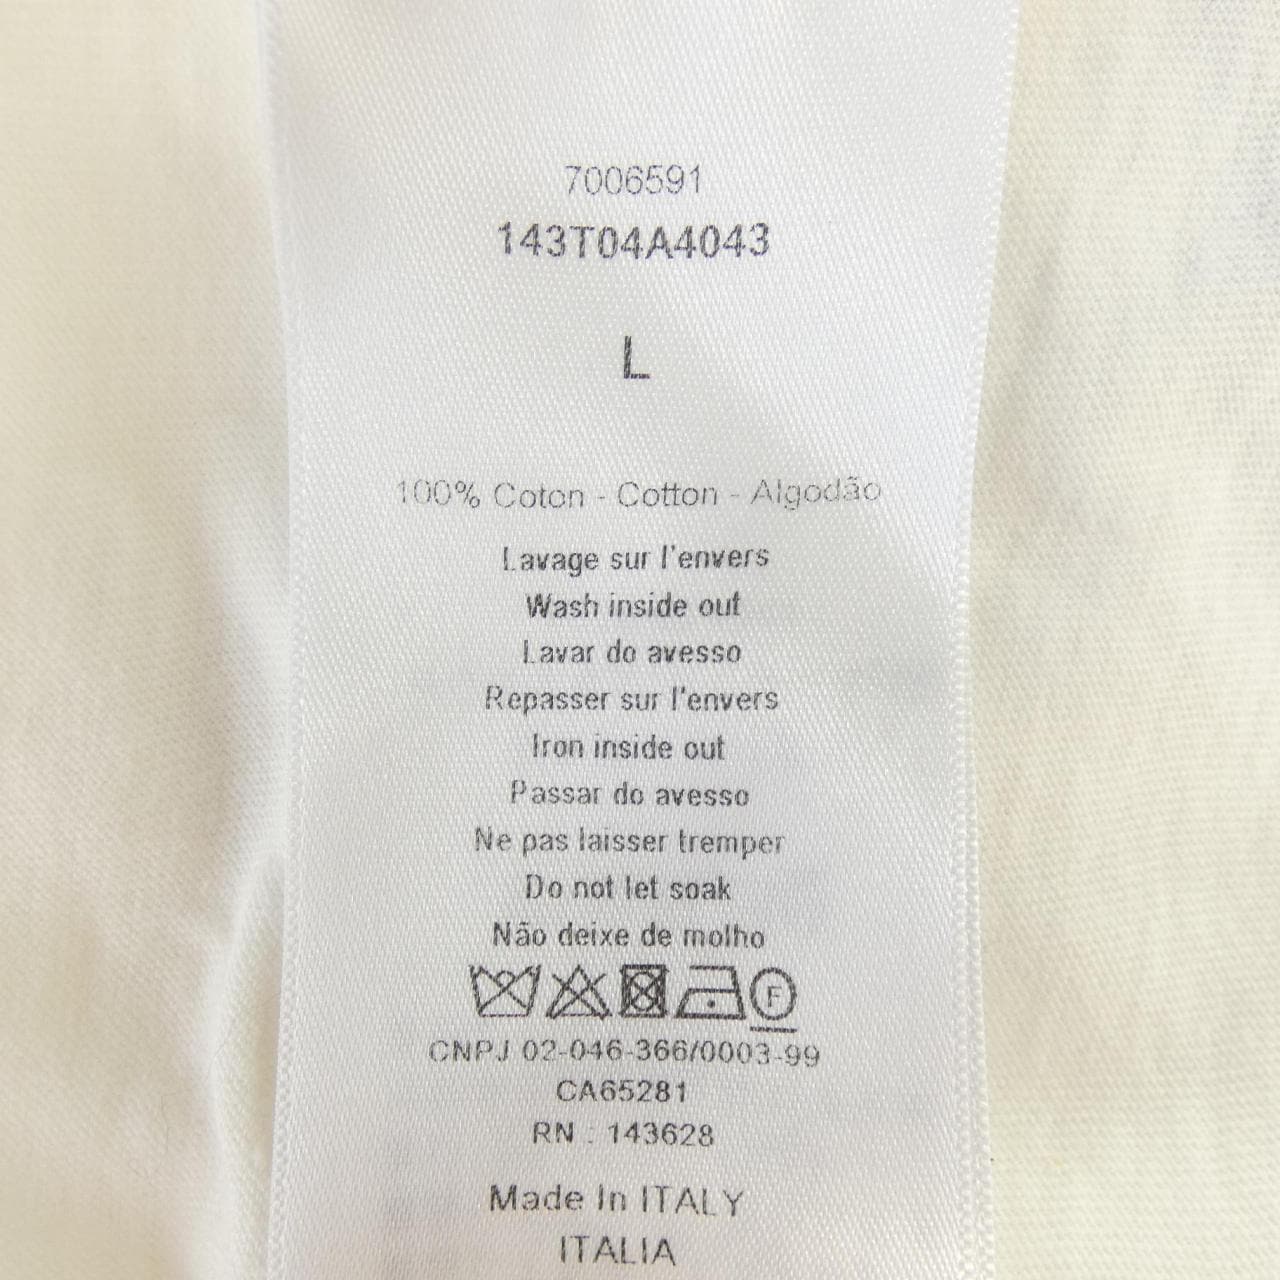 7006591
143T04A4043
L
100% Coton - Cotton - Algodão
Lavage sur l'envers
Wash inside out
Lavar do avesso
Repasser sur l'envers
Iron inside out
Passar do avesso
Ne pas laisser tremper
Do not let soak
Não deixe de molho
F
CNPJ 02-046-366/0003-99
CA65281
RN : 143628
Made In ITALY
ITALIA